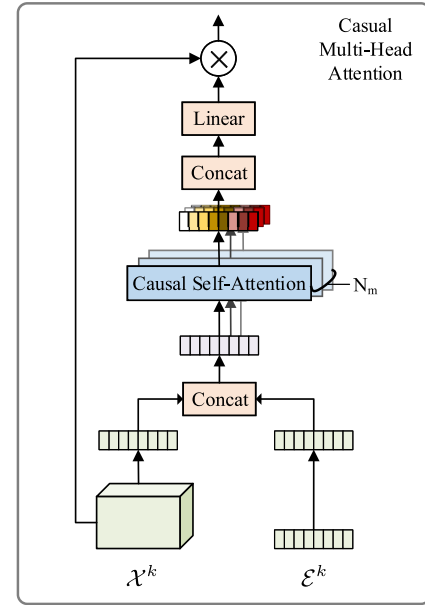 Casual
Multi-Head
Attention
Linear
Concat
Causal Self-Attention
N_m
Concat
𝒳^k
ℰ^k